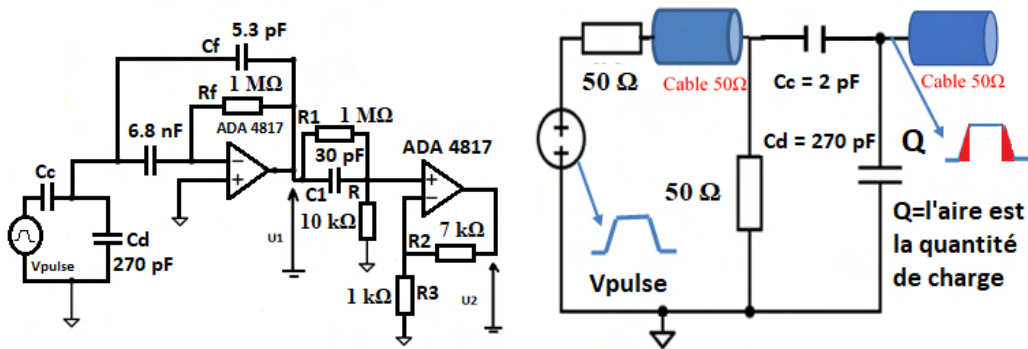 5.3 pF
Cf
1 MΩ
Rf
ADA 4817
6.8 nF
R1
1 MΩ
30 pF
ADA 4817
Cc
C1
R
10 kΩ
Cd
270 pF
Vpulse
U1
R2
7 kΩ
1 kΩ
R3
U2
50 Ω
Cable 50Ω
Cc = 2 pF
Cable 50Ω
Cd = 270 pF
Q
50 Ω
Vpulse
Q=l'aire est
la quantité
de charge